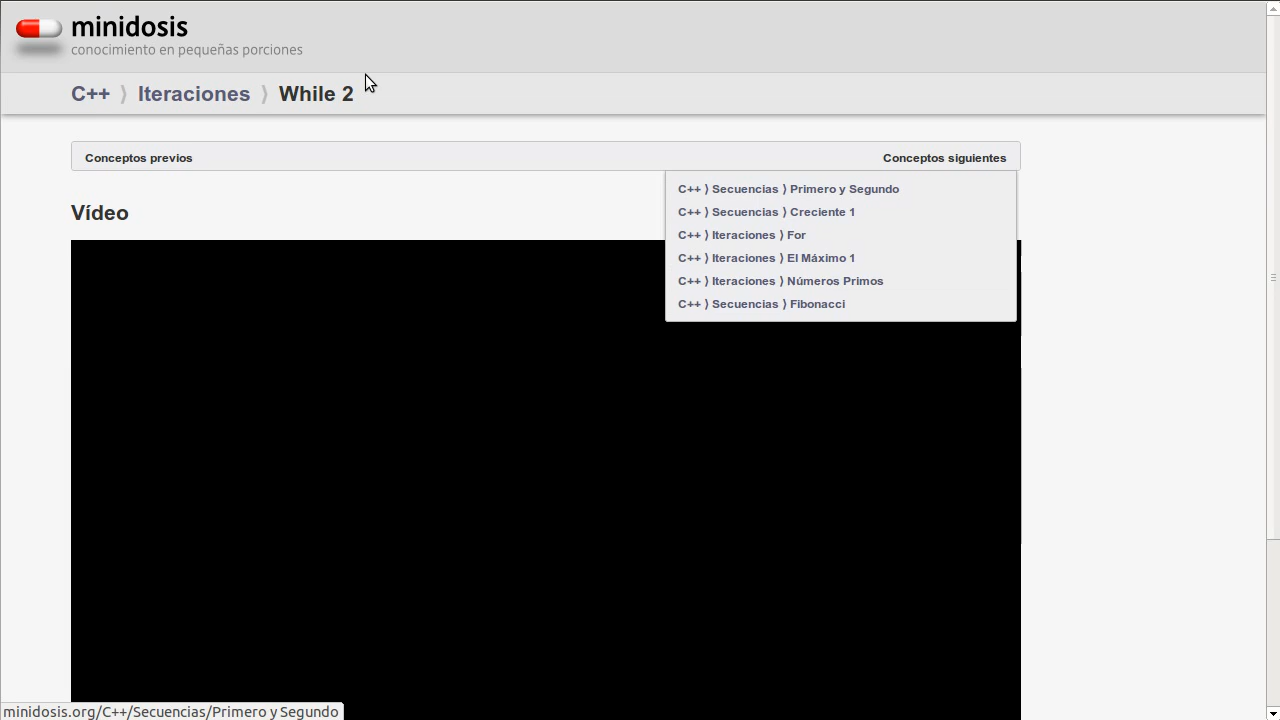 minidosis
conocimiento en pequeñas porciones
C++ ⟩ Iteraciones ⟩ While 2
Conceptos previos
Conceptos siguientes
C++ ⟩ Secuencias ⟩ Primero y Segundo
C++ ⟩ Secuencias ⟩ Creciente 1
C++ ⟩ Iteraciones ⟩ For
C++ ⟩ Iteraciones ⟩ El Máximo 1
C++ ⟩ Iteraciones ⟩ Números Primos
C++ ⟩ Secuencias ⟩ Fibonacci
Vídeo
minidosis.org/C++/Secuencias/Primero y Segundo